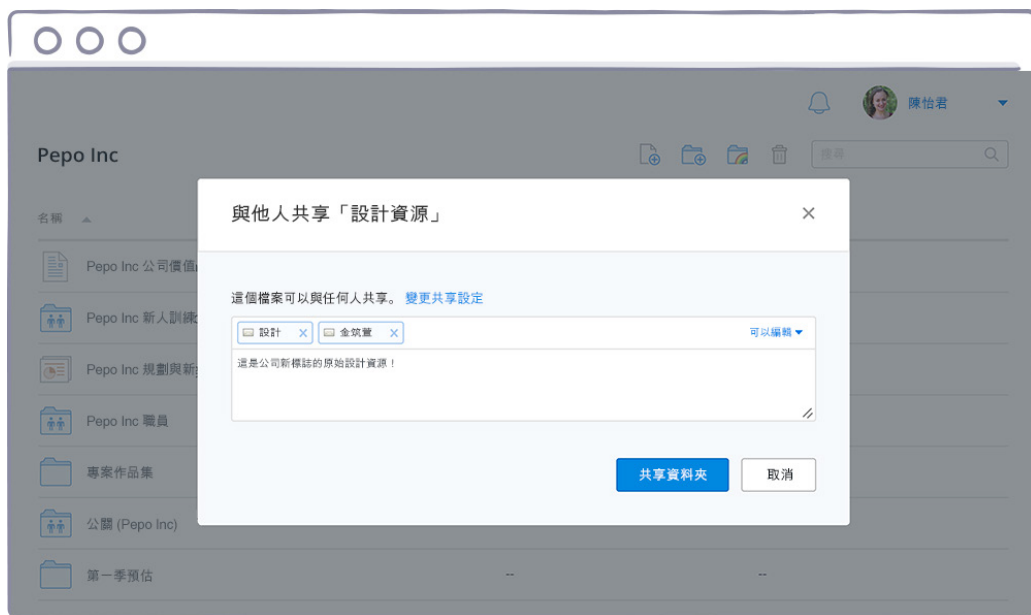 陳怡君
Pepo Inc
搜尋
名稱
與他人共享「設計資源」
這個檔案可以與任何人共享。 變更共享設定
設計 X 金筑萱 X 可以編輯
這是公司新標誌的原始設計資源！
共享資料夾 取消
Pepo Inc 公司價值
Pepo Inc 新人訓練
Pepo Inc 規劃與新
Pepo Inc 職員
專案作品集
公關 (Pepo Inc)
第一季預估 -- --